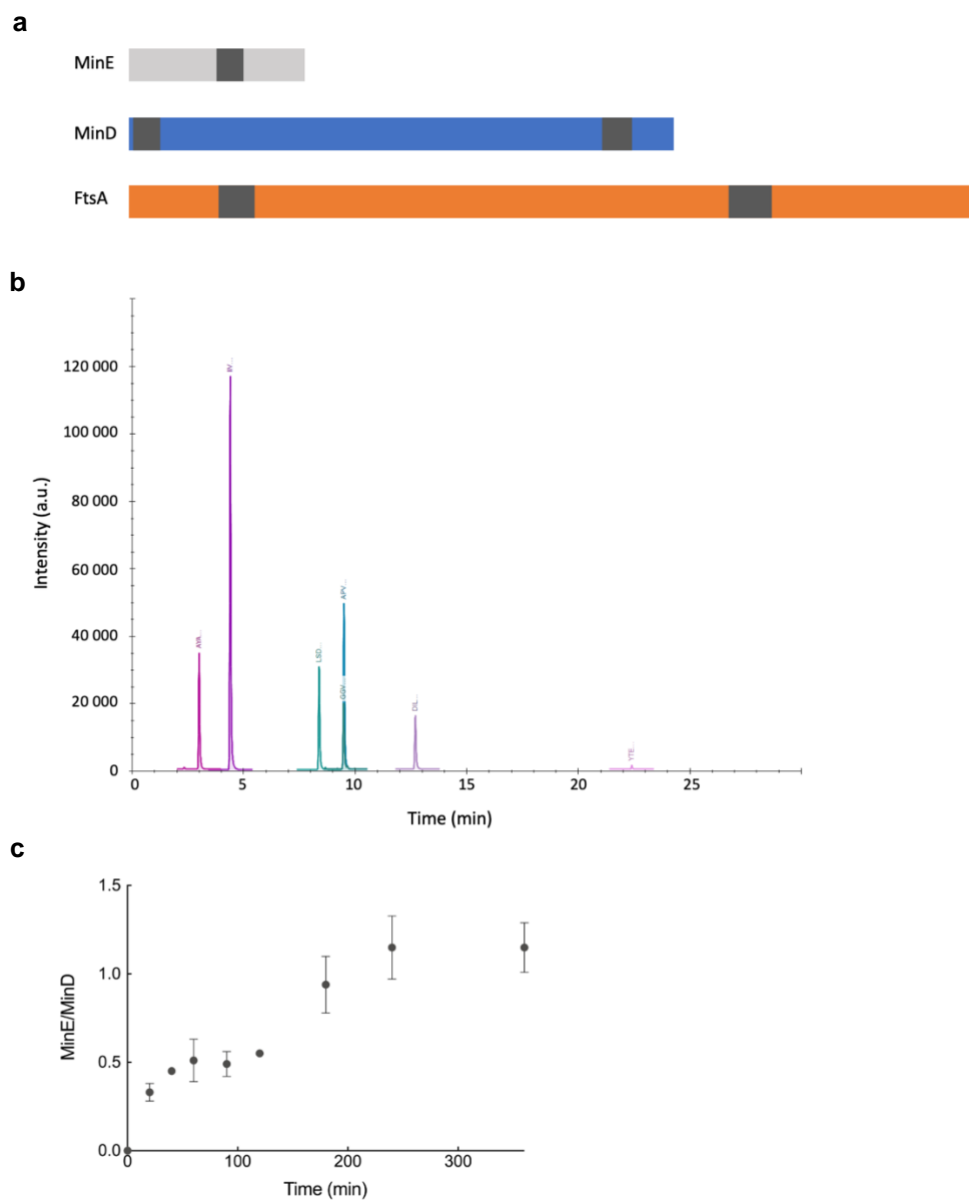 a
MinE
MinD
FtsA
b
Intensity (a.u.)
120 000
100 000
80 000
60 000
40 000
20 000
0
AYA...
IIV...
LSD...
APV...
GQV...
DIL...
YTE...
0
5
10
15
20
25
Time (min)
c
MinE/MinD
1.5
1.0
0.5
0.0
0
100
200
300
Time (min)